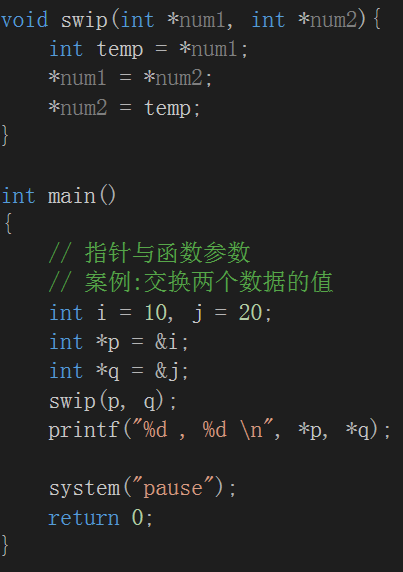 void swip(int *num1, int *num2){
    int temp = *num1;
    *num1 = *num2;
    *num2 = temp;
}

int main()
{
    // 指针与函数参数
    // 案例:交换两个数据的值
    int i = 10, j = 20;
    int *p = &i;
    int *q = &j;
    swip(p, q);
    printf("%d , %d \n", *p, *q);

    system("pause");
    return 0;
}